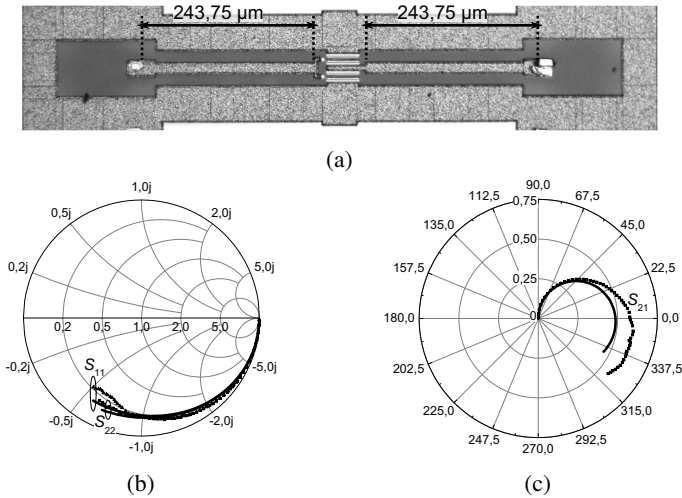 243,75 µm 243,75 µm
(a)
1,0j
0,5j 2,0j
0,2j 5,0j
0,2 0,5 1,0 2,0 5,0
-0,2j -5,0j
S11
-0,5j S22 -2,0j
-1,0j
(b)
90,0
112,5 67,5
0,75
135,0 45,0
0,50
157,5 22,5
0,25
S21
180,0 0 0,0
202,5 337,5
225,0 315,0
247,5 292,5
270,0
(c)